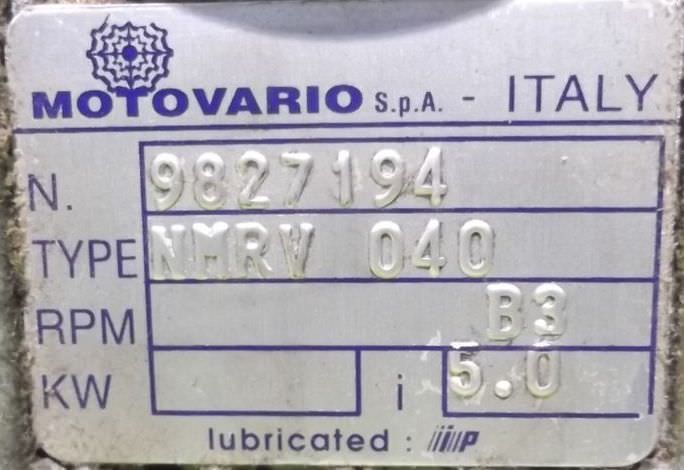 MOTOVARIO S.p.A. - ITALY
N. 9827194
TYPE NMRV 040
RPM B3
KW i 5.0
lubricated : IP